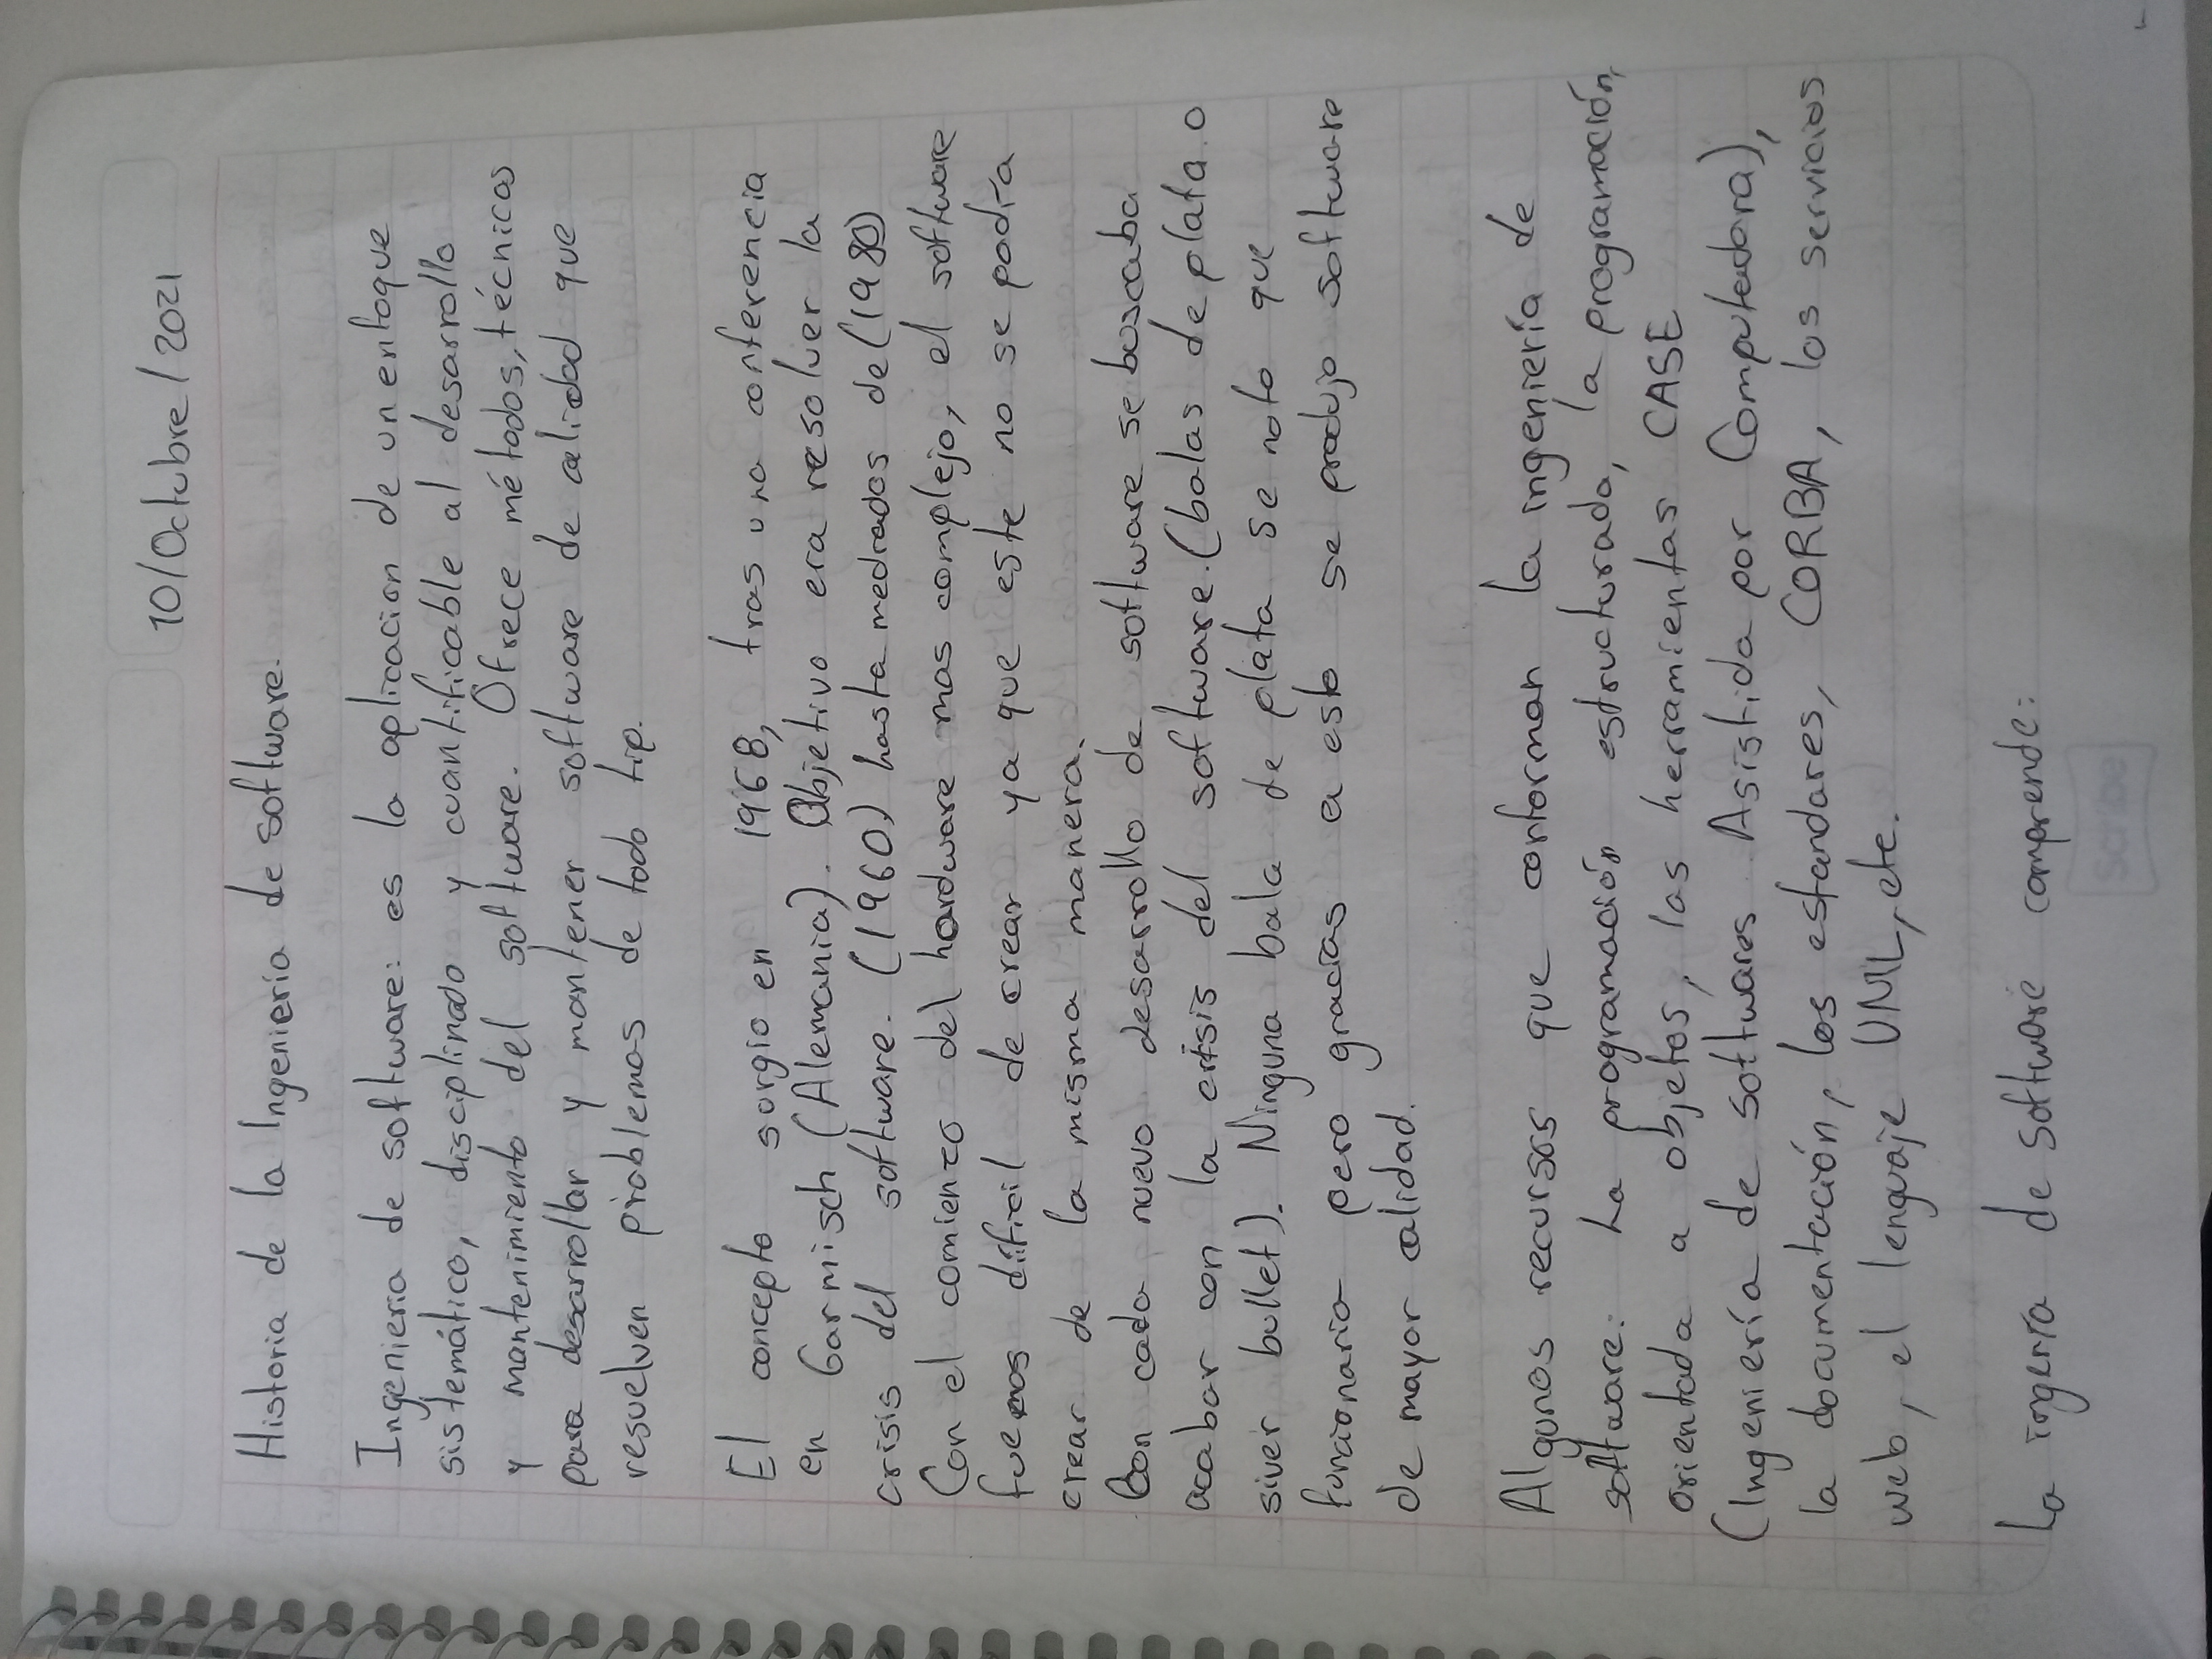 10/Octubre/2021
Historia de la Ingeniería de software.
Ingenieria de software: es la aplicacion de un enfoque
sistemático, disciplinado y cuantificable al desarrollo
y mantenimiento del software. Ofrece métodos, técnicas
para desarrollar y mantener software de calidad que
resuelven problemas de todo tip.
El concepto surgio en 1968, tras una conferencia
en Garmisch (Alemania). Objetivo era resolver la
crisis del software. (1960) hasta medrados de (1980)
Con el comienzo del hardware mas complejo, el software
fue mas dificil de crear ya que este no se podía
crear de la misma manera.
Con cada nuevo desarrollo de software se buscaba
acabar con la crisis del software. (balas de plata o
siver bullet). Ninguna bala de plata se noto que
funcionaria pero gracias a esto se produjo software
de mayor calidad.
Algunos recursos que conforman la ingeniería de
software: La programación estructurada, la programación,
orientada a objetos, las herramientas CASE
(Ingeniería de softwares Asistida por Computadora),
la documentación, los estandares, CORBA, los servicios
web, el lenguaje UML, etc.
La ingenría de software comprende:
Scribe